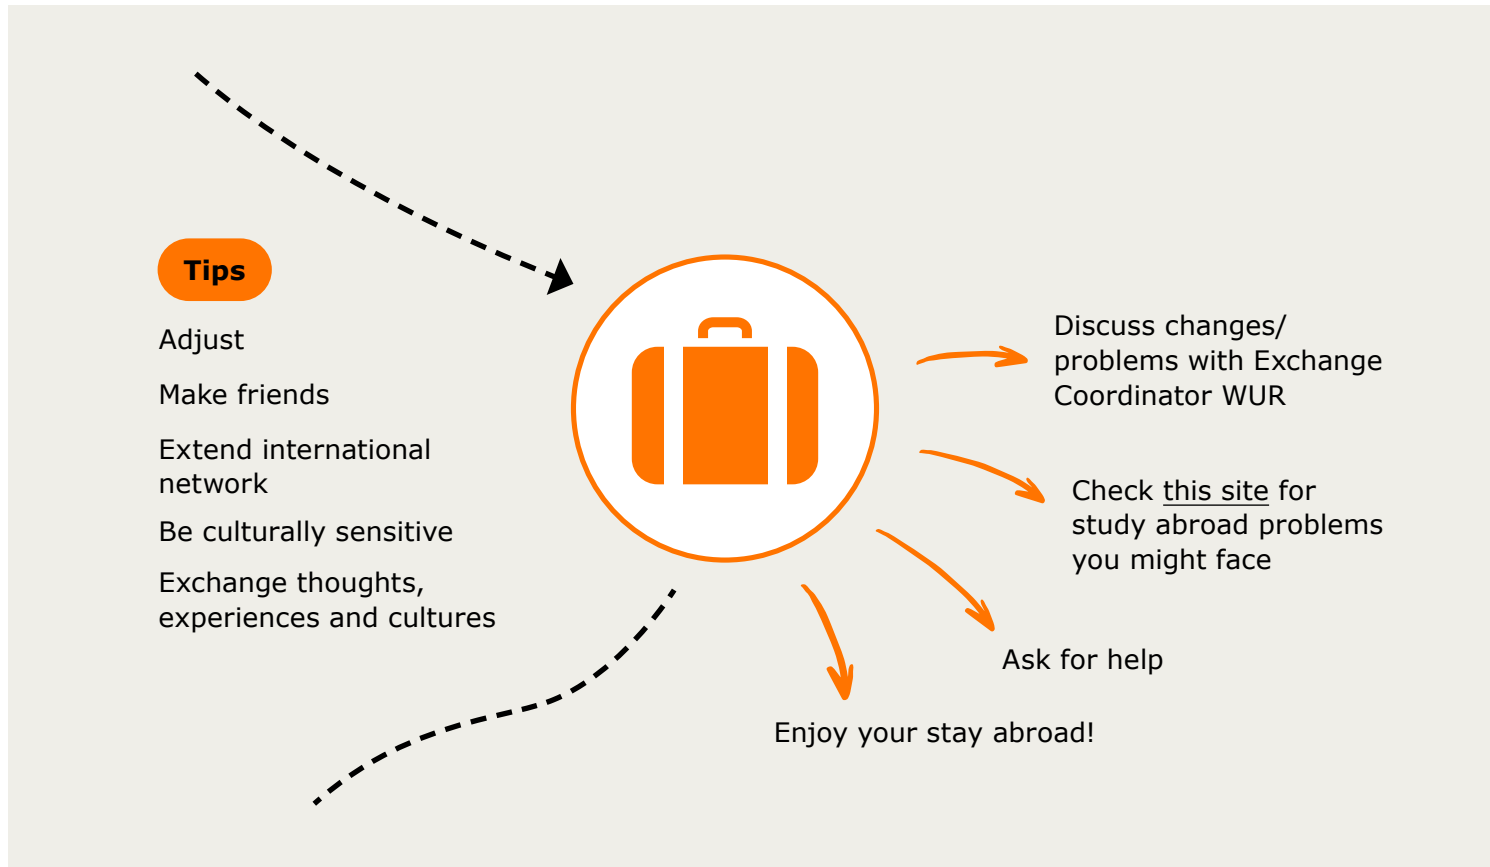 Tips
Adjust
Make friends
Extend international
network
Be culturally sensitive
Exchange thoughts,
experiences and cultures
Discuss changes/
problems with Exchange
Coordinator WUR
Check this site for
study abroad problems
you might face
Ask for help
Enjoy your stay abroad!